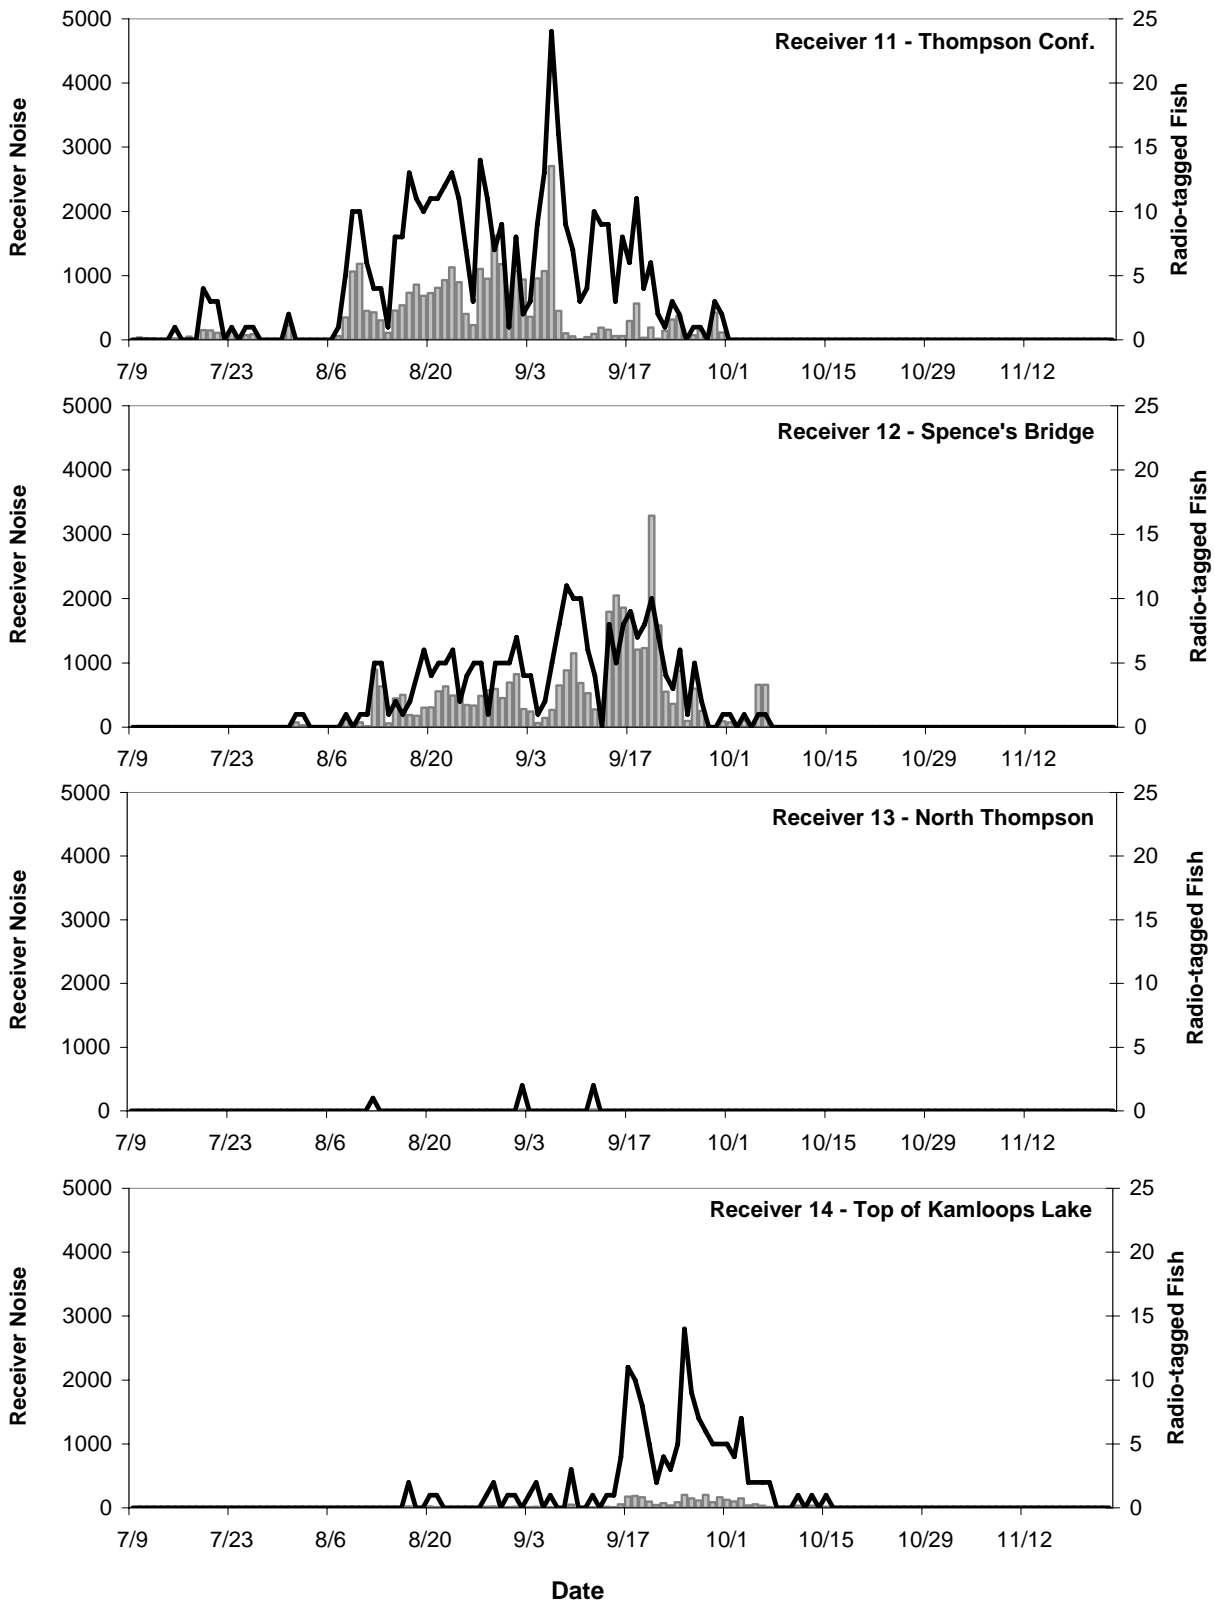 Receiver 11 - Thompson Conf.
Receiver Noise
Radio-tagged Fish
5000 25
4000 20
3000 15
2000 10
1000 5
0 0
7/9 7/23 8/6 8/20 9/3 9/17 10/1 10/15 10/29 11/12
Receiver 12 - Spence's Bridge
Receiver Noise
Radio-tagged Fish
5000 25
4000 20
3000 15
2000 10
1000 5
0 0
7/9 7/23 8/6 8/20 9/3 9/17 10/1 10/15 10/29 11/12
Receiver 13 - North Thompson
Receiver Noise
Radio-tagged Fish
5000 25
4000 20
3000 15
2000 10
1000 5
0 0
7/9 7/23 8/6 8/20 9/3 9/17 10/1 10/15 10/29 11/12
Receiver 14 - Top of Kamloops Lake
Receiver Noise
Radio-tagged Fish
5000 25
4000 20
3000 15
2000 10
1000 5
0 0
7/9 7/23 8/6 8/20 9/3 9/17 10/1 10/15 10/29 11/12
Date